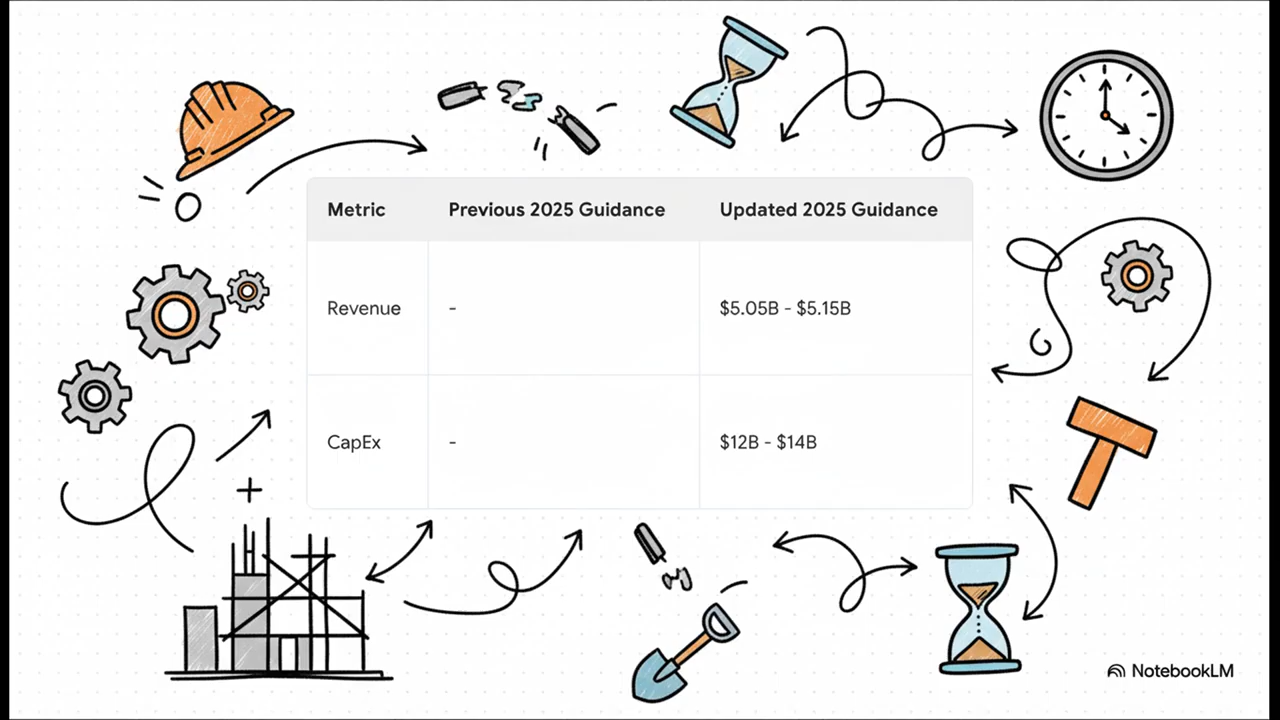 Metric Previous 2025 Guidance Updated 2025 Guidance
Revenue - $5.05B - $5.15B
CapEx - $12B - $14B
NotebookLM